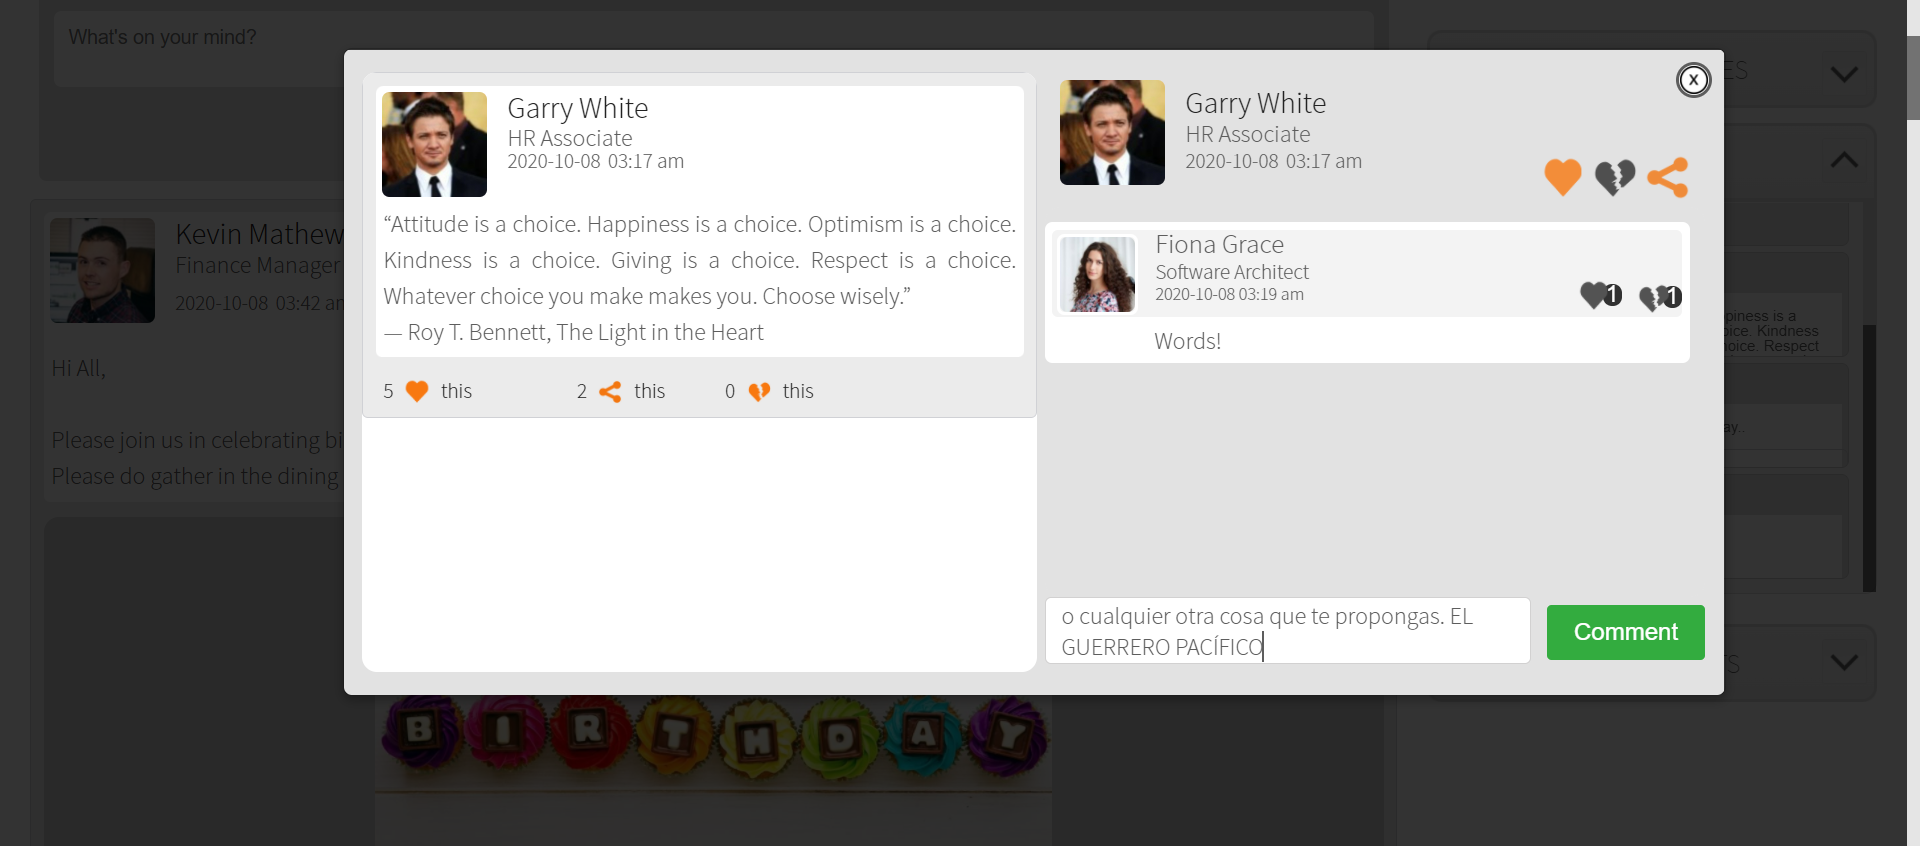 What's on your mind?
ES
Kevin Mathew
Finance Manager
2020-10-08 03:42 am
Hi All,
Please join us in celebrating bi
Please do gather in the dining
Garry White
HR Associate
2020-10-08 03:17 am
“Attitude is a choice. Happiness is a choice. Optimism is a choice.
Kindness is a choice. Giving is a choice. Respect is a choice.
Whatever choice you make makes you. Choose wisely.”
— Roy T. Bennett, The Light in the Heart
5 this 2 this 0 this
Garry White
HR Associate
2020-10-08 03:17 am
X
Fiona Grace
Software Architect
2020-10-08 03:19 am
1 1
Words!
o cualquier otra cosa que te propongas. EL
GUERRERO PACÍFICO
Comment
piness is a
oice. Kindness
hoice. Respect
ay..
TS
BIRTHDAY